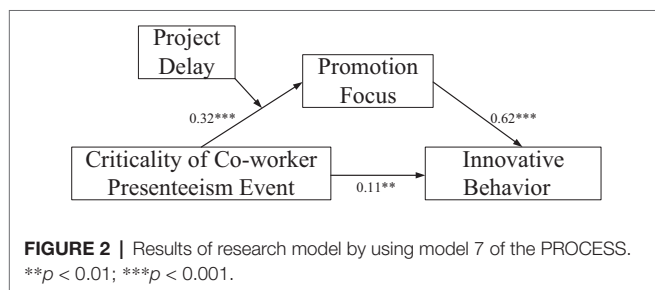 Project
Delay
Promotion
Focus
0.32***
0.62***
Criticality of Co-worker
Presenteeism Event
0.11**
Innovative
Behavior
FIGURE 2 | Results of research model by using model 7 of the PROCESS.
**p < 0.01; ***p < 0.001.